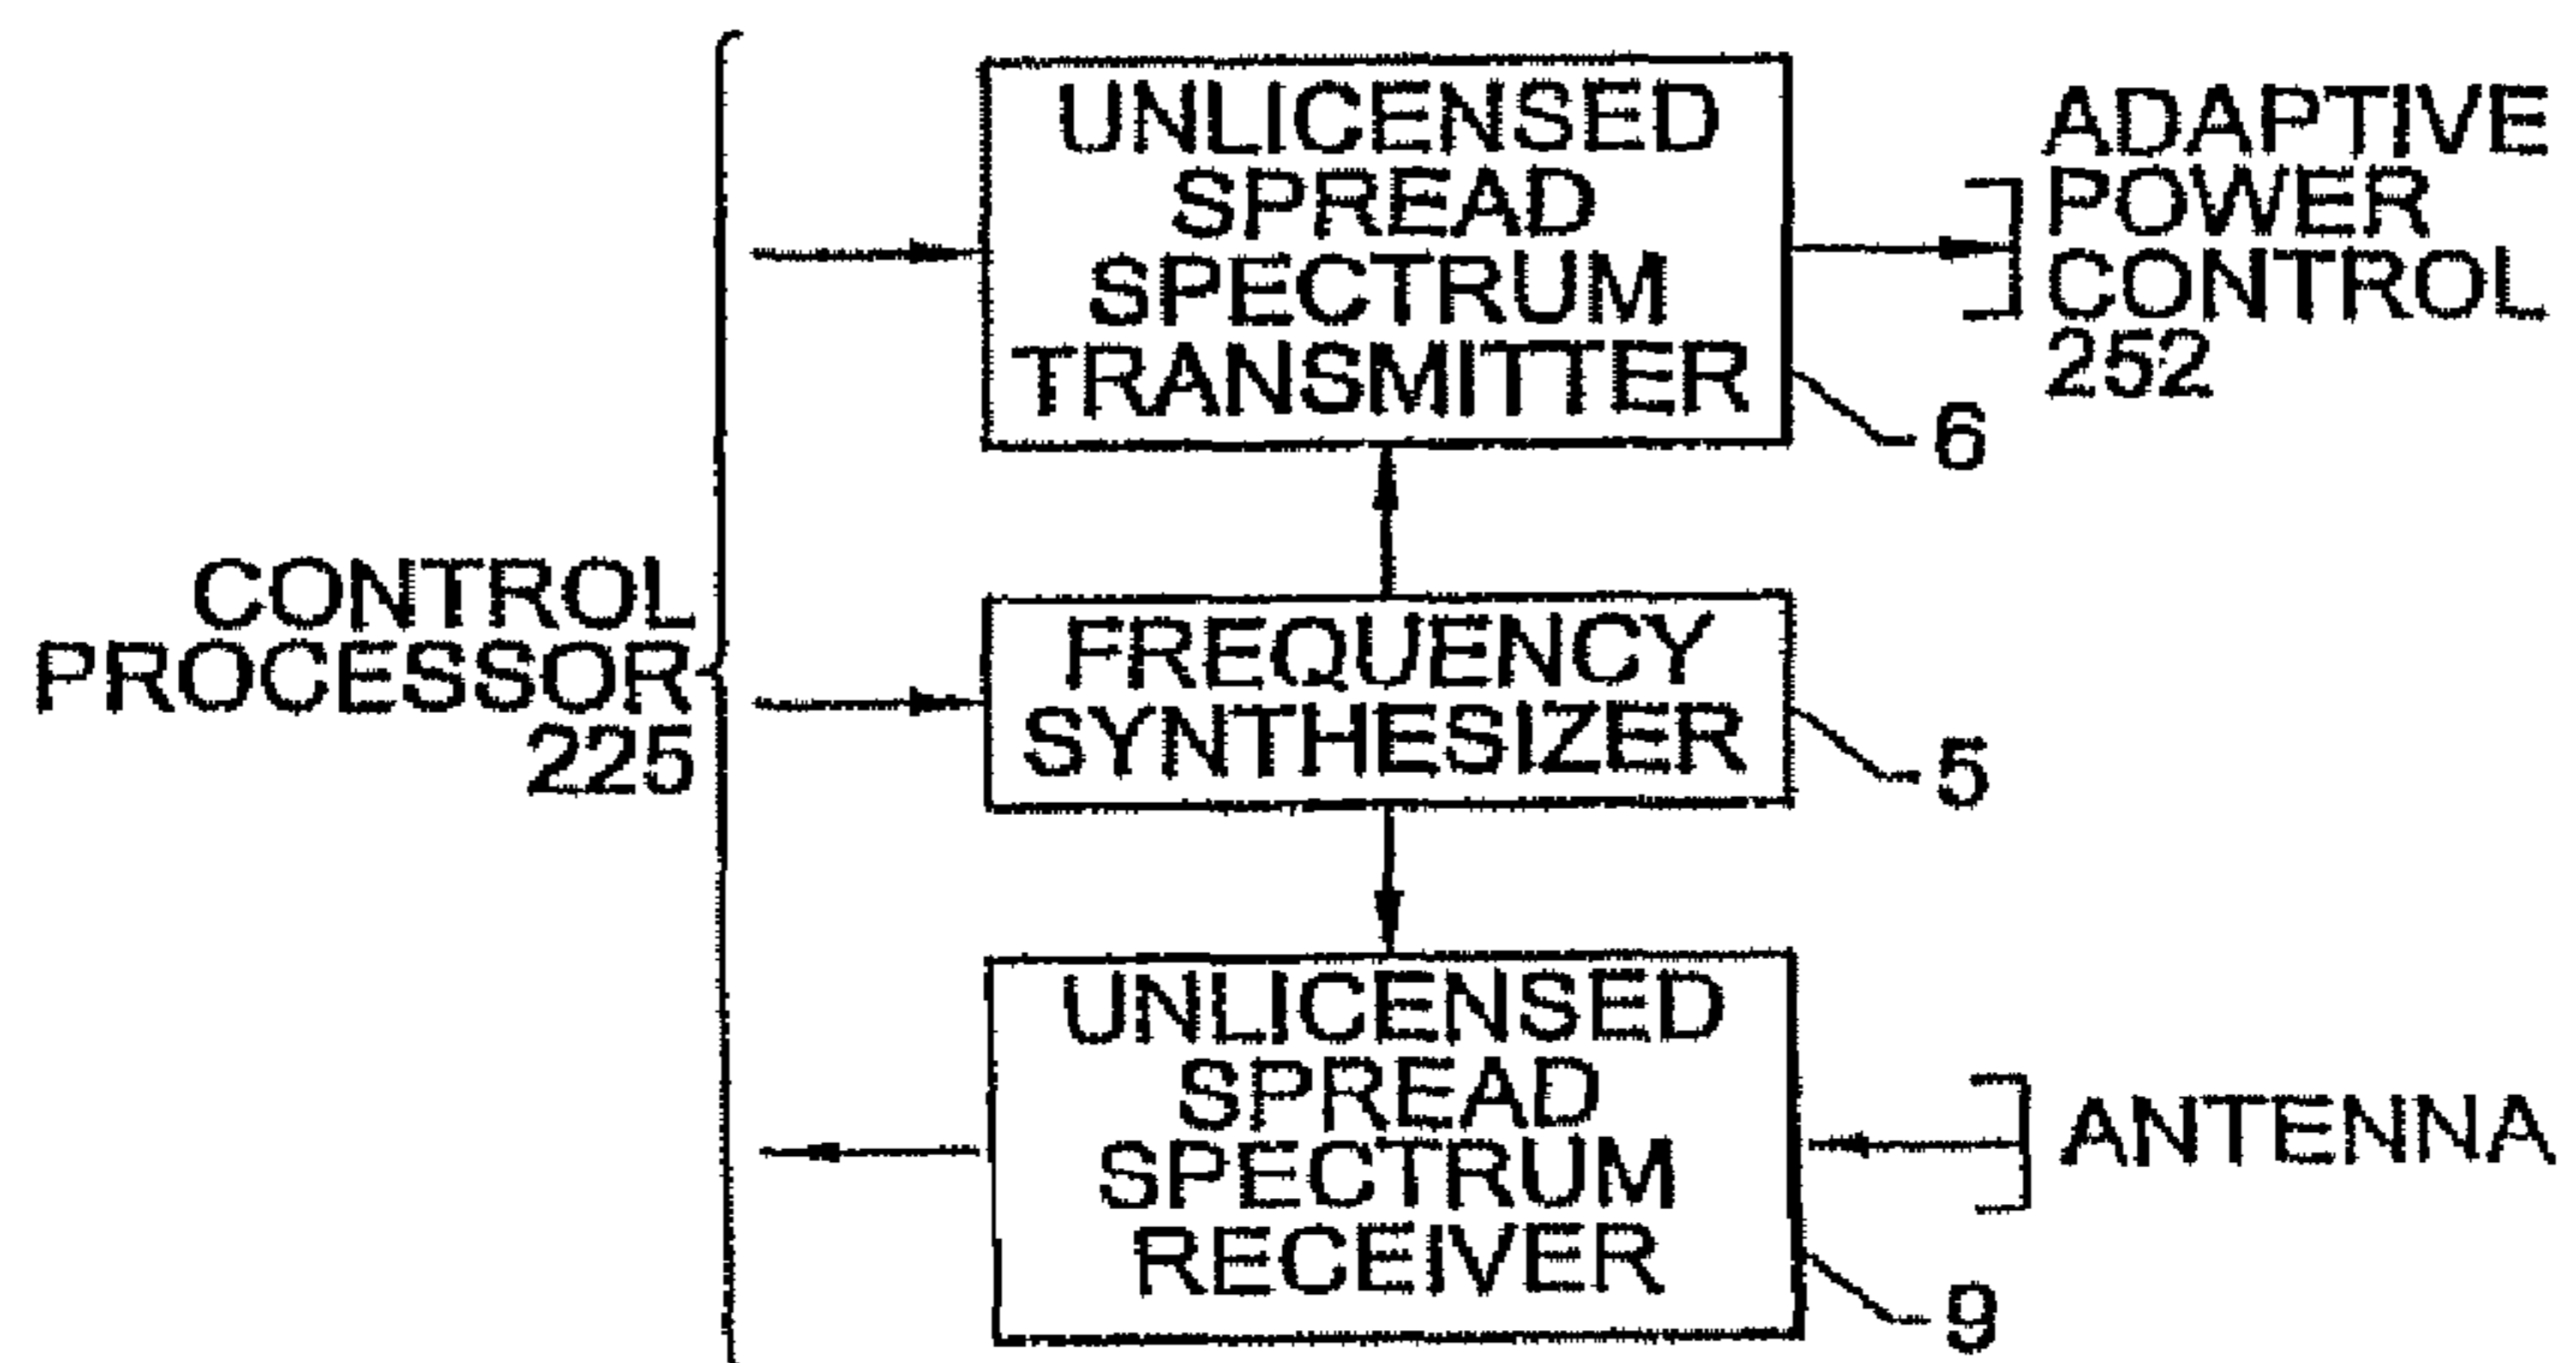 CONTROL
PROCESSOR
225
UNLICENSED
SPREAD
SPECTRUM
TRANSMITTER
6
ADAPTIVE
POWER
CONTROL
252
FREQUENCY
SYNTHESIZER
5
UNLICENSED
SPREAD
SPECTRUM
RECEIVER
9
ANTENNA